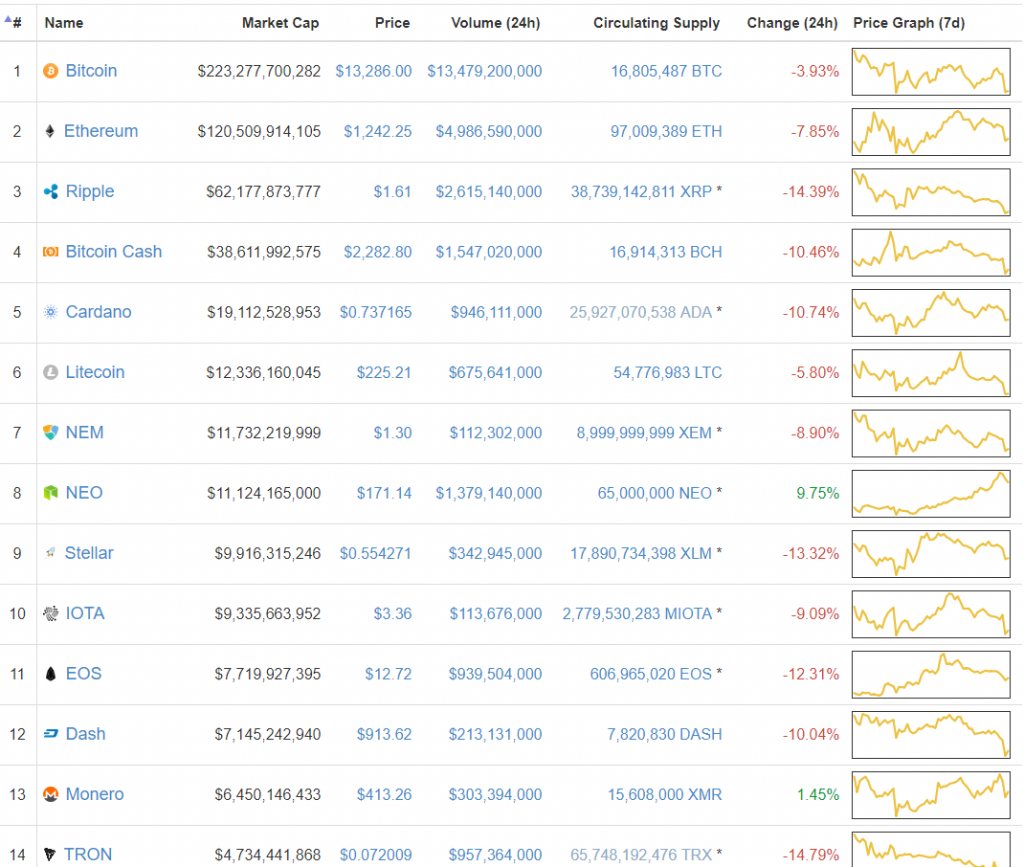 # Name Market Cap Price Volume (24h) Circulating Supply Change (24h) Price Graph (7d)
1 Bitcoin $223,277,700,282 $13,286.00 $13,479,200,000 16,805,487 BTC -3.93%
2 Ethereum $120,509,914,105 $1,242.25 $4,986,590,000 97,009,389 ETH -7.85%
3 Ripple $62,177,873,777 $1.61 $2,615,140,000 38,739,142,811 XRP * -14.39%
4 Bitcoin Cash $38,611,992,575 $2,282.80 $1,547,020,000 16,914,313 BCH -10.46%
5 Cardano $19,112,528,953 $0.737165 $946,111,000 25,927,070,538 ADA * -10.74%
6 Litecoin $12,336,160,045 $225.21 $675,641,000 54,776,983 LTC -5.80%
7 NEM $11,732,219,999 $1.30 $112,302,000 8,999,999,999 XEM * -8.90%
8 NEO $11,124,165,000 $171.14 $1,379,140,000 65,000,000 NEO * 9.75%
9 Stellar $9,916,315,246 $0.554271 $342,945,000 17,890,734,398 XLM * -13.32%
10 IOTA $9,335,663,952 $3.36 $113,676,000 2,779,530,283 MIOTA * -9.09%
11 EOS $7,719,927,395 $12.72 $939,504,000 606,965,020 EOS * -12.31%
12 Dash $7,145,242,940 $913.62 $213,131,000 7,820,830 DASH -10.04%
13 Monero $6,450,146,433 $413.26 $303,394,000 15,608,000 XMR 1.45%
14 TRON $4,734,441,868 $0.072009 $957,364,000 65,748,192,476 TRX * -14.79%